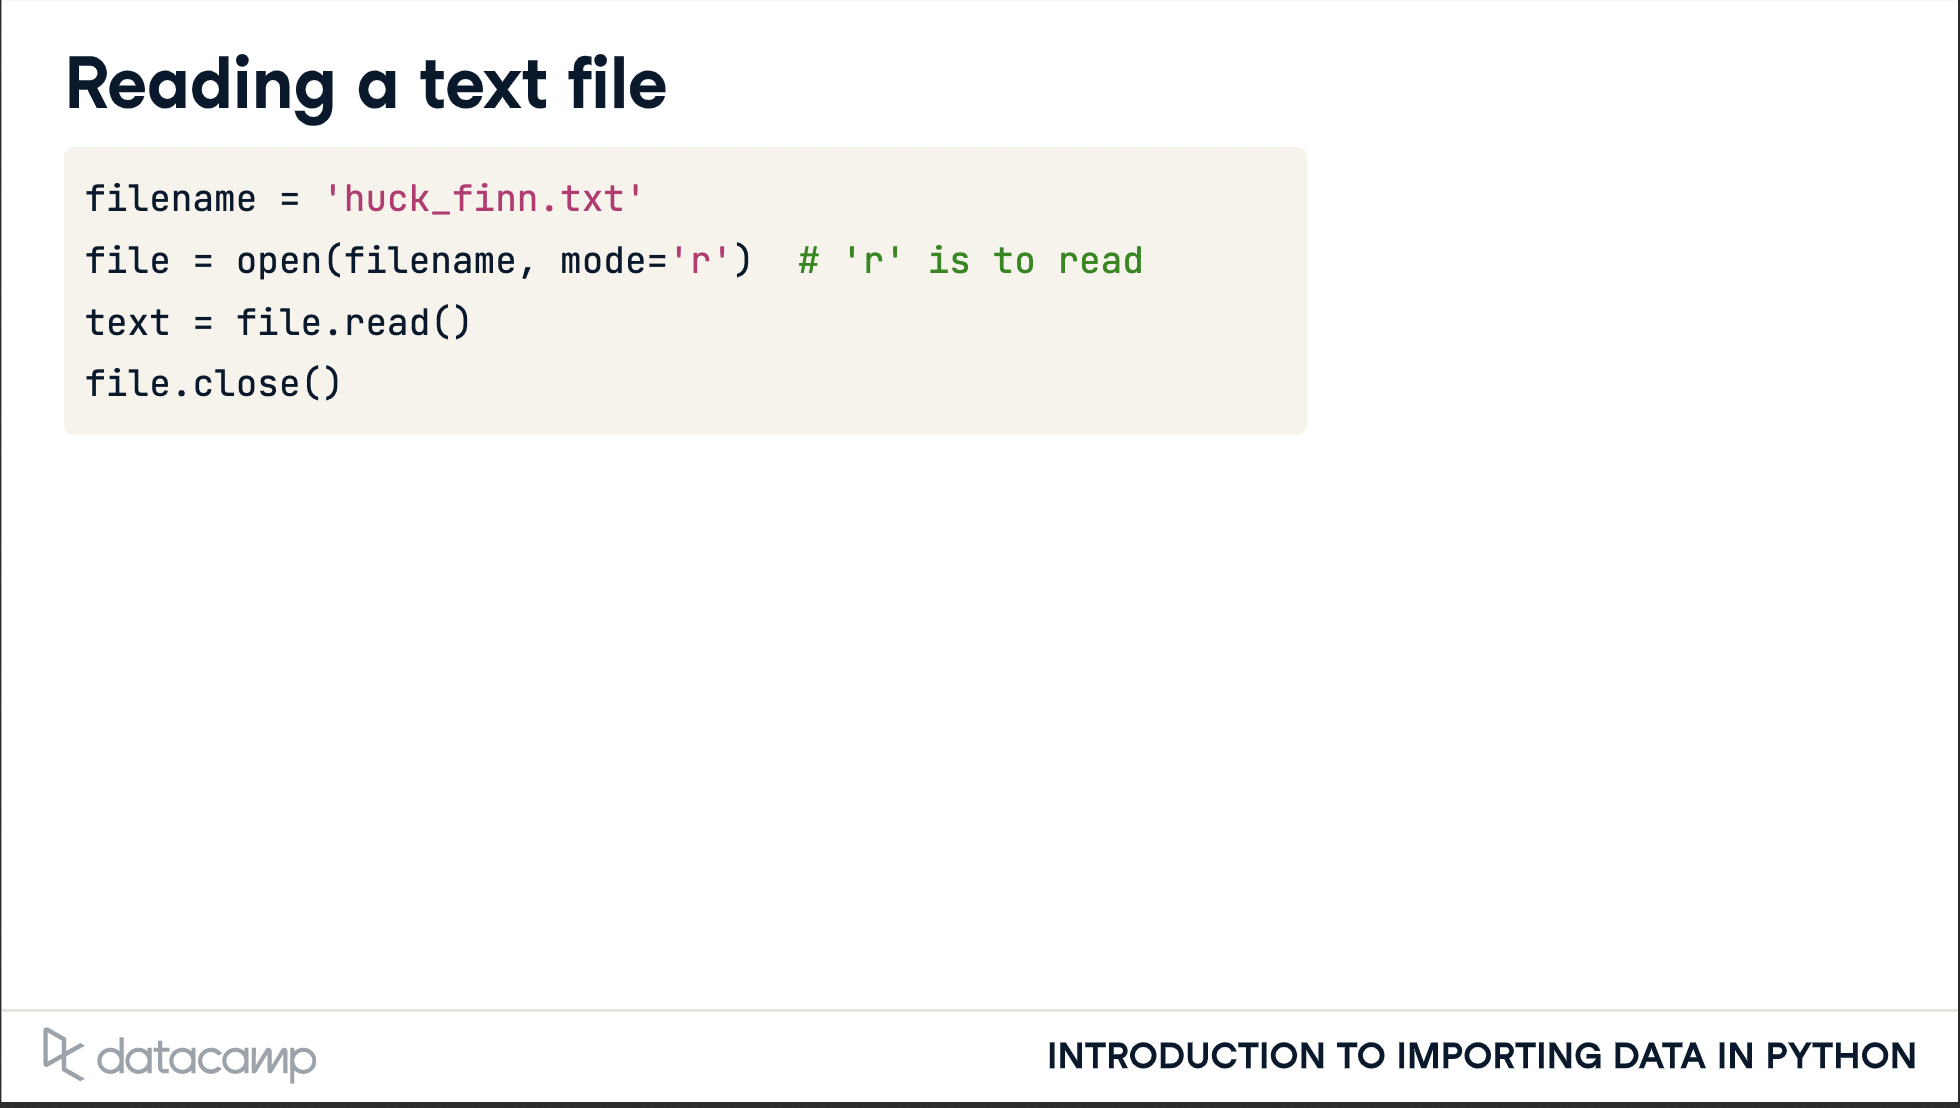 Reading a text file
filename = 'huck_finn.txt'
file = open(filename, mode='r')  # 'r' is to read
text = file.read()
file.close()
datacamp
INTRODUCTION TO IMPORTING DATA IN PYTHON